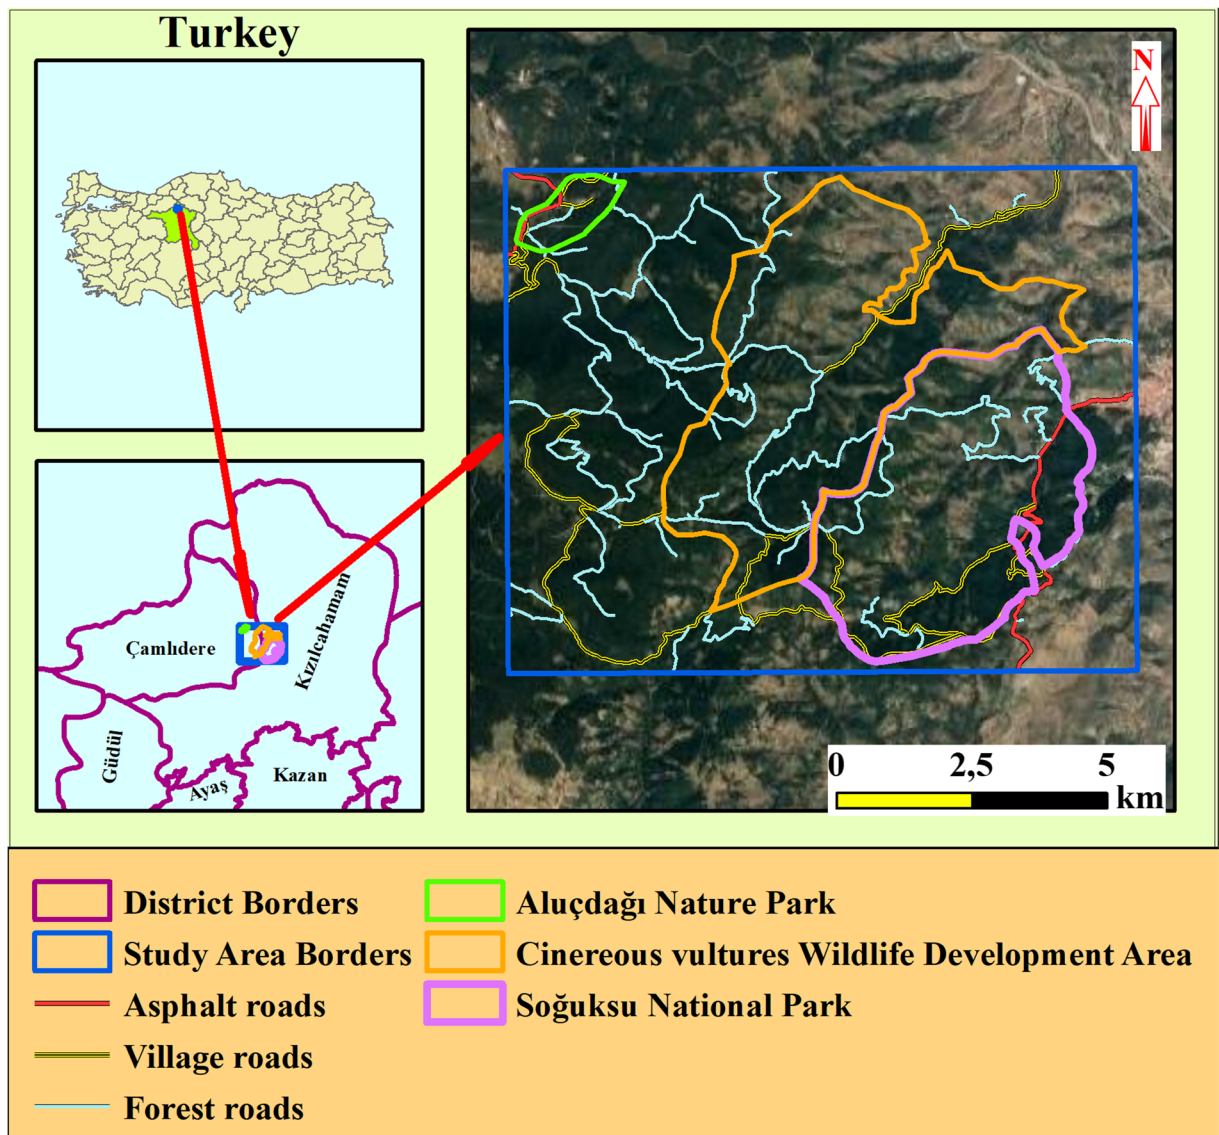 Turkey
N
Çamlıdere
Kızılcahamam
Güdül
Ayaş
Kazan
0 2,5 5
km
District Borders
Study Area Borders
Asphalt roads
Village roads
Forest roads
Aluçdağı Nature Park
Cinereous vultures Wildlife Development Area
Soğuksu National Park